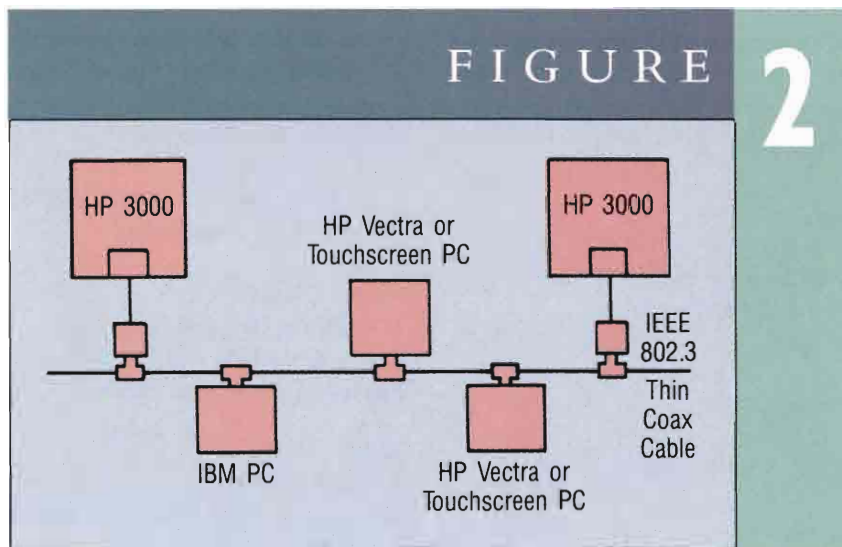 FIGURE 2
HP 3000
HP Vectra or
Touchscreen PC
HP 3000
IEEE
802.3
Thin
Coax
Cable
IBM PC
HP Vectra or
Touchscreen PC